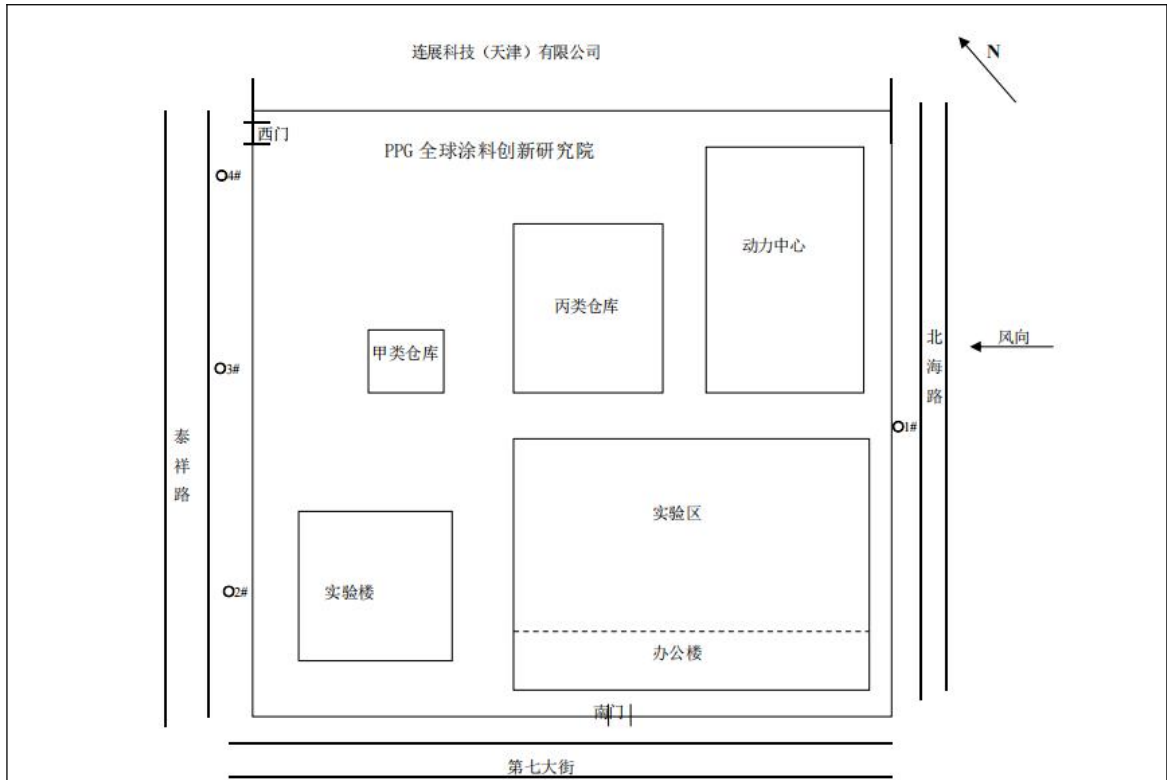 连展科技（天津）有限公司
N
西门
PPG 全球涂料创新研究院
4#
动力中心
丙类仓库
北海路
风向
甲类仓库
3#
1#
泰祥路
实验区
实验楼
2#
办公楼
南门
第七大街